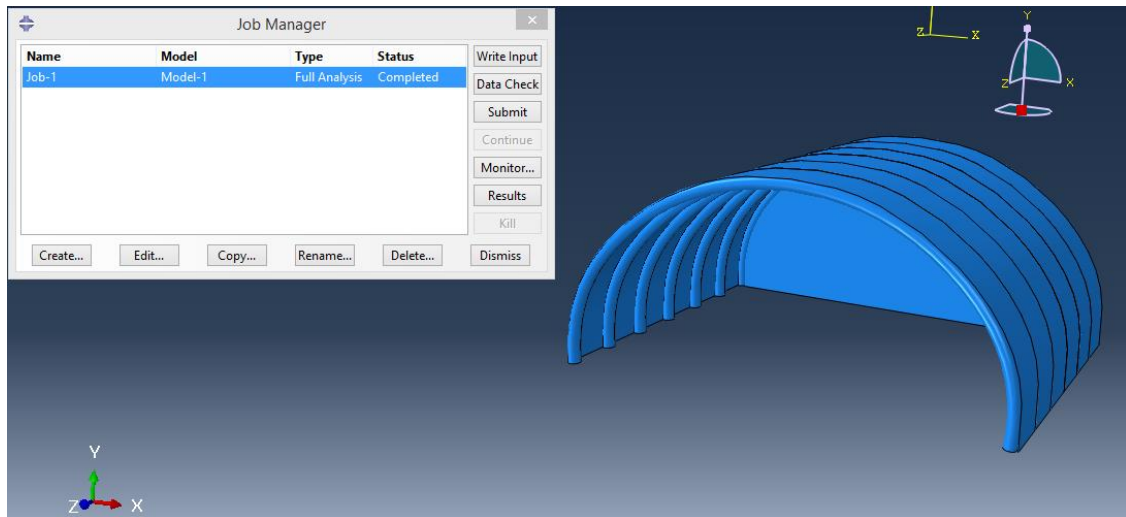 Job Manager
Name Model Type Status
Job-1 Model-1 Full Analysis Completed
Write Input
Data Check
Submit
Continue
Monitor...
Results
Kill
Create... Edit... Copy... Rename... Delete... Dismiss
Z X
Y
Z X
Y
Z X